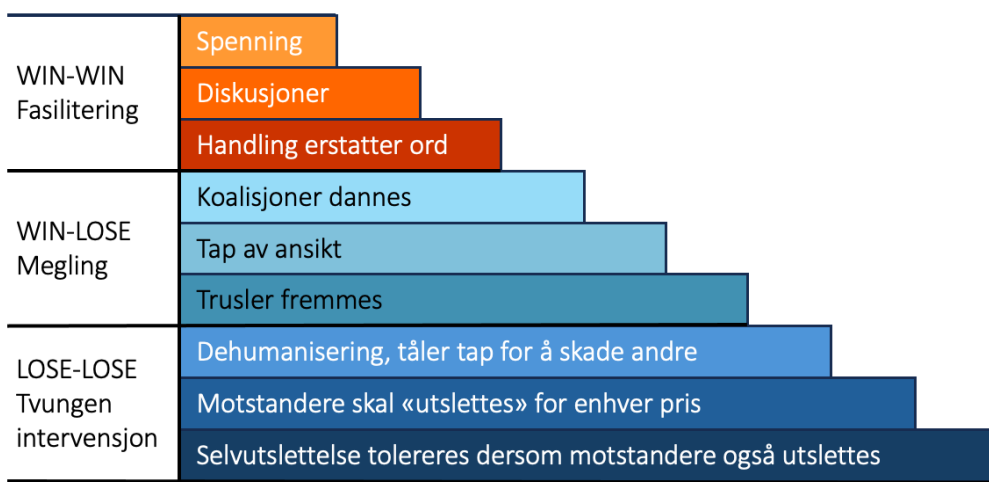 WIN-WIN
Fasilitering
Spenning
Diskusjoner
Handling erstatter ord
WIN-LOSE
Megling
Koalisjoner dannes
Tap av ansikt
Trusler fremmes
LOSE-LOSE
Tvungen
intervensjon
Dehumanisering, tåler tap for å skade andre
Motstandere skal «utslettes» for enhver pris
Selvutslettelse tolereres dersom motstandere også utslettes